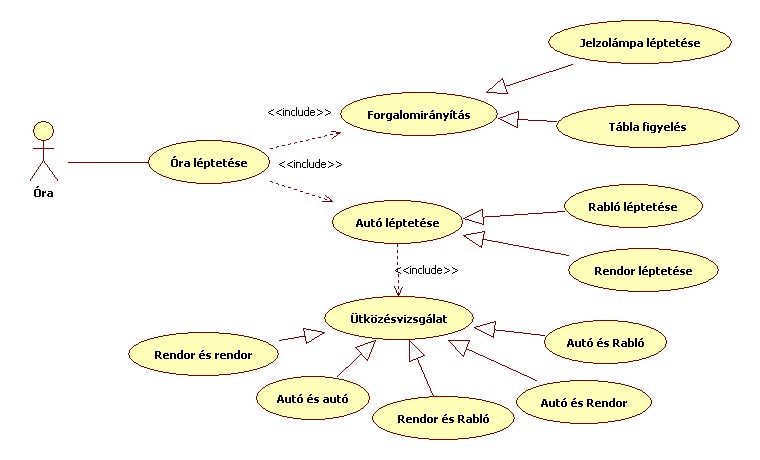 Jelzolámpa léptetése
<<include>>
Forgalomirányítás
Tábla figyelés
Óra léptetése
<<include>>
Óra
Rabló léptetése
Autó léptetése
Rendor léptetése
<<include>>
Ütközésvizsgálat
Autó és Rabló
Rendor és rendor
Autó és autó
Autó és Rendor
Rendor és Rabló